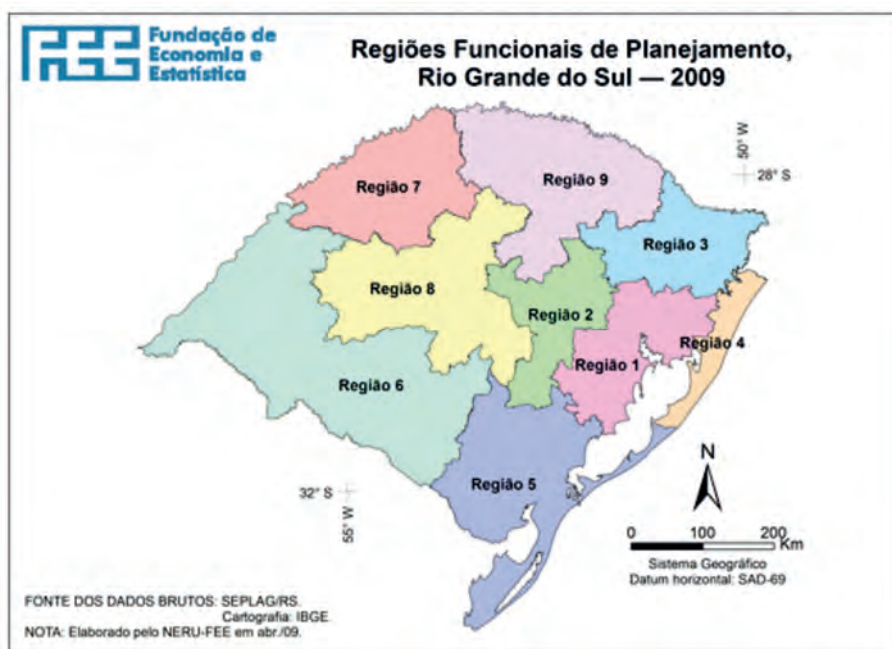 FEE
Fundação de
Economia e
Estatística
Regiões Funcionais de Planejamento,
Rio Grande do Sul — 2009
50° W
28° S
Região 7
Região 9
Região 3
Região 8
Região 2
Região 4
Região 1
Região 6
Região 5
N
32° S
55° W
0 100 200
Km
Sistema Geográfico
Datum horizontal: SAD-69
FONTE DOS DADOS BRUTOS: SEPLAG/RS.
Cartografia: IBGE.
NOTA: Elaborado pelo NERU-FEE em abr./09.